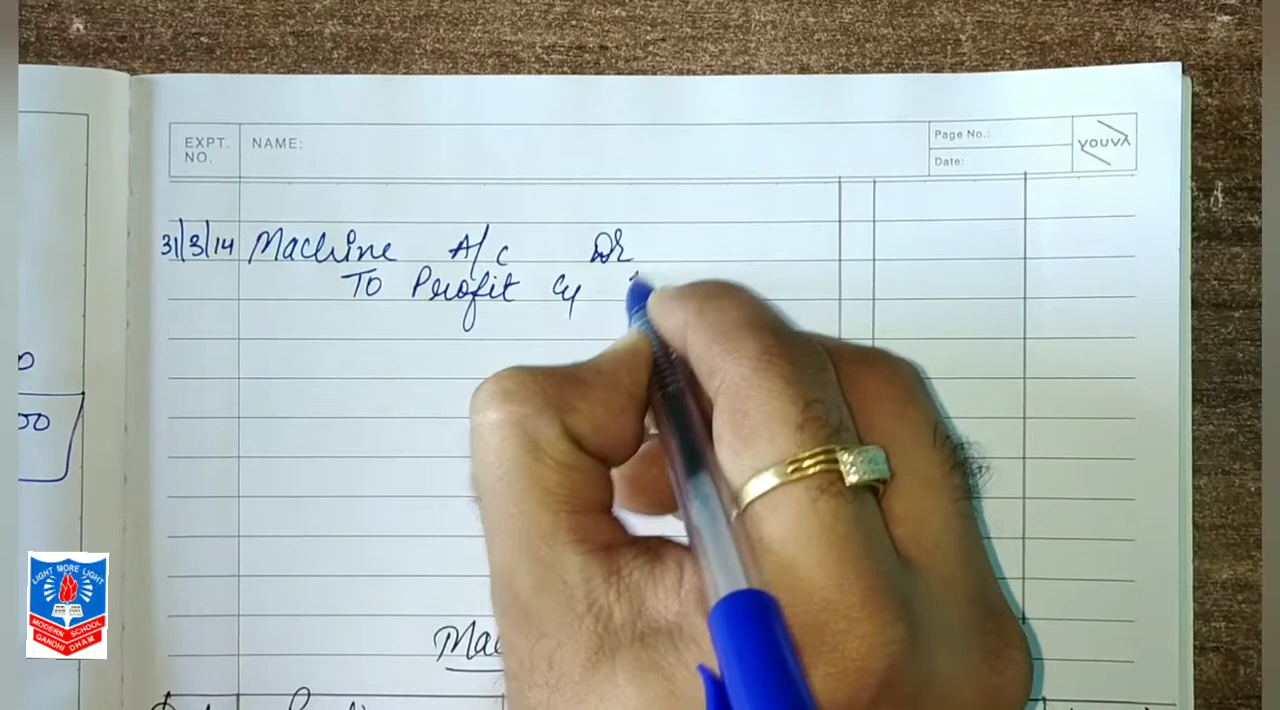 EXPT. NO.
NAME:
Page No.:
Date:
youva
31/3/14 Machine A/c Dr
To Profit
00
LIGHT MORE LIGHT
MODERN SCHOOL
GANDHI DHAM